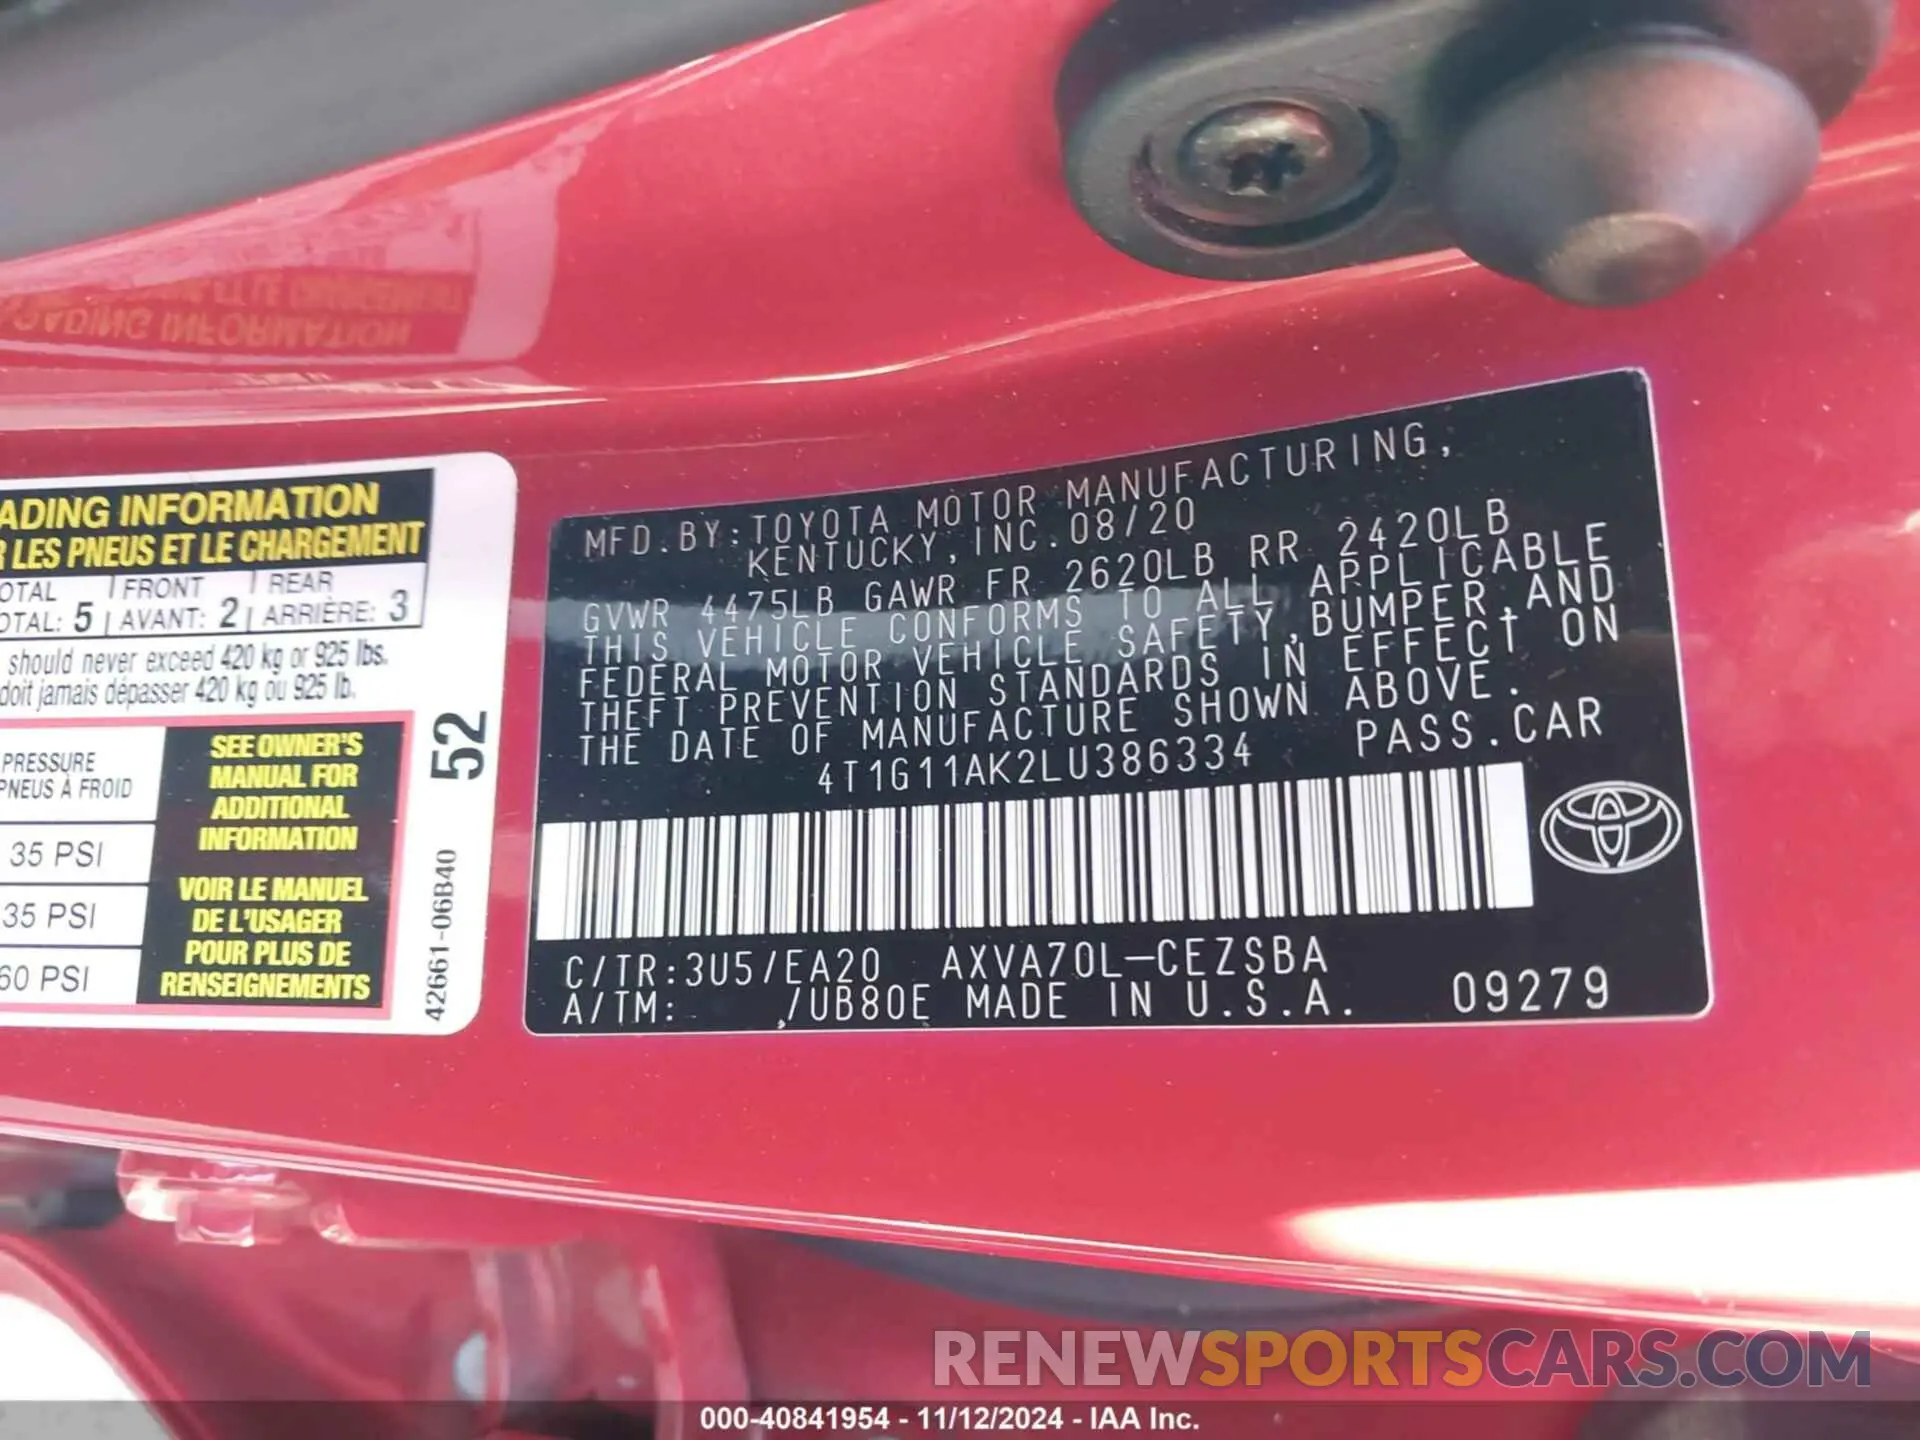 ADING INFORMATION
R LES PNEUS ET LE CHARGEMENT
OTAL FRONT REAR
OTAL: 5 AVANT: 2 ARRIÈRE: 3
should never exceed 420 kg or 925 lbs.
doit jamais dépasser 420 kg ou 925 lb.
PRESSURE
PNEUS À FROID
35 PSI
35 PSI
60 PSI
SEE OWNER'S
MANUAL FOR
ADDITIONAL
INFORMATION
VOIR LE MANUEL
DE L'USAGER
POUR PLUS DE
RENSEIGNEMENTS
52
42661-06B40
MFD.BY:TOYOTA MOTOR MANUFACTURING,
KENTUCKY,INC.08/20
GVWR 4475LB GAWR FR 2620LB RR 2420LB
THIS VEHICLE CONFORMS TO ALL APPLICABLE
FEDERAL MOTOR VEHICLE SAFETY,BUMPER,AND
THEFT PREVENTION STANDARDS IN EFFECT ON
THE DATE OF MANUFACTURE SHOWN ABOVE.
4T1G11AK2LU386334 PASS.CAR
C/TR:3U5/EA20 AXVA70L-CEZSBA
A/TM: /UB80E MADE IN U.S.A. 09279
RENEWSPORTSCARS.COM
000-40841954 - 11/12/2024 - IAA Inc.